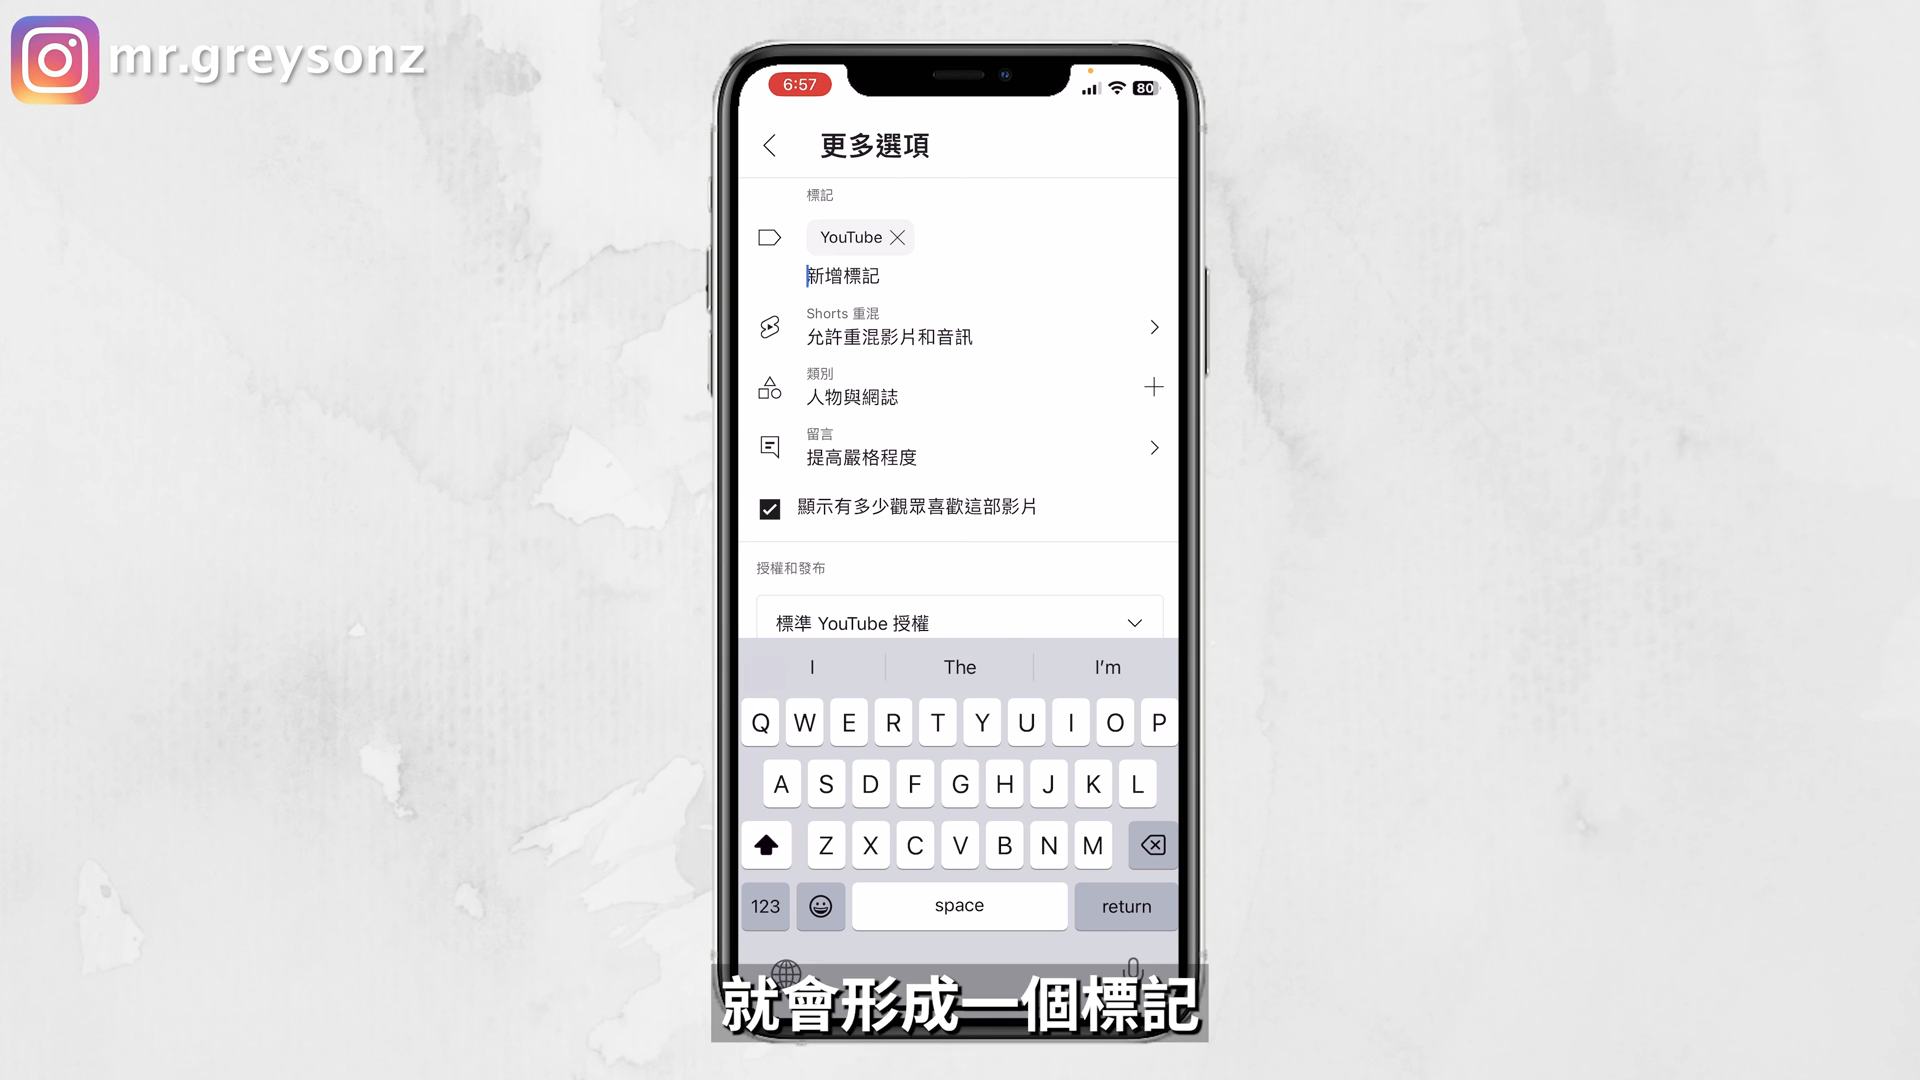 mr.greysonz
6:57
80
更多選項
標記
YouTube
新增標記
Shorts 重混
允許重混影片和音訊
類別
人物與網誌
留言
提高嚴格程度
顯示有多少觀眾喜歡這部影片
授權和發布
標準 YouTube 授權
I The I’m
Q W E R T Y U I O P
A S D F G H J K L
Z X C V B N M
123 space return
就會形成一個標記